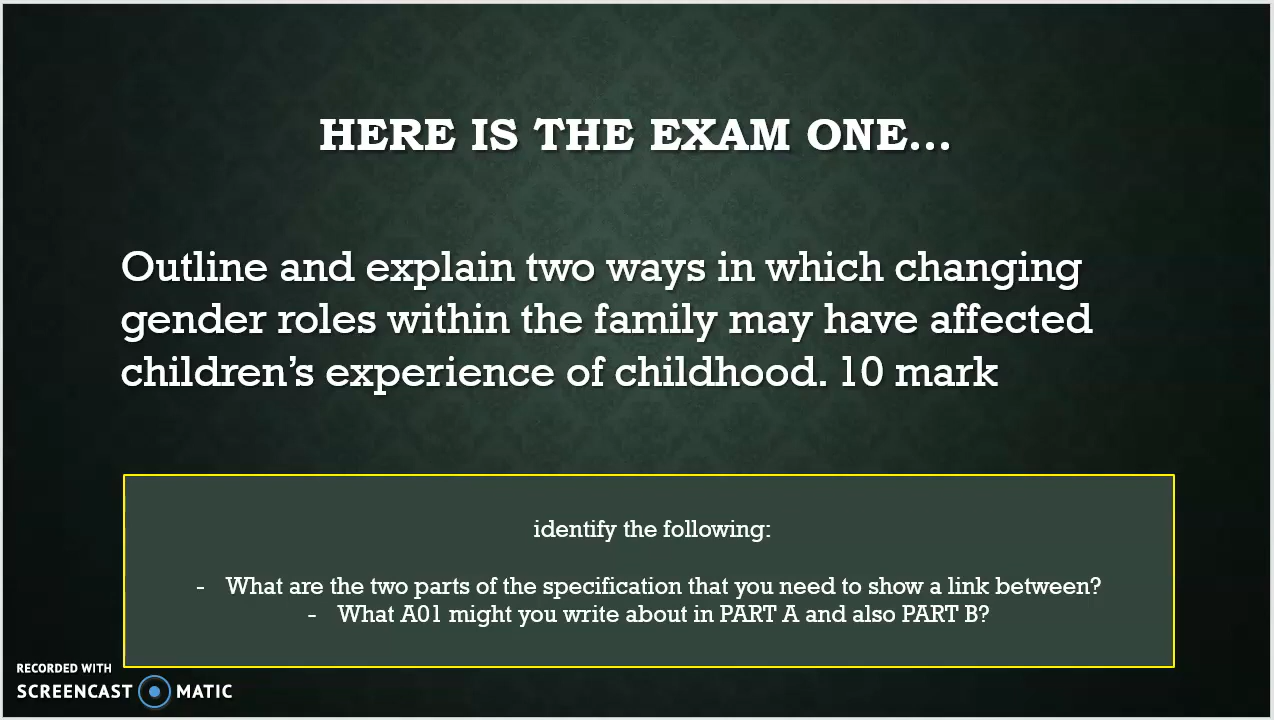 HERE IS THE EXAM ONE...
Outline and explain two ways in which changing
gender roles within the family may have affected
children’s experience of childhood. 10 mark
identify the following:
- What are the two parts of the specification that you need to show a link between?
- What A01 might you write about in PART A and also PART B?
RECORDED WITH
SCREENCAST MATIC